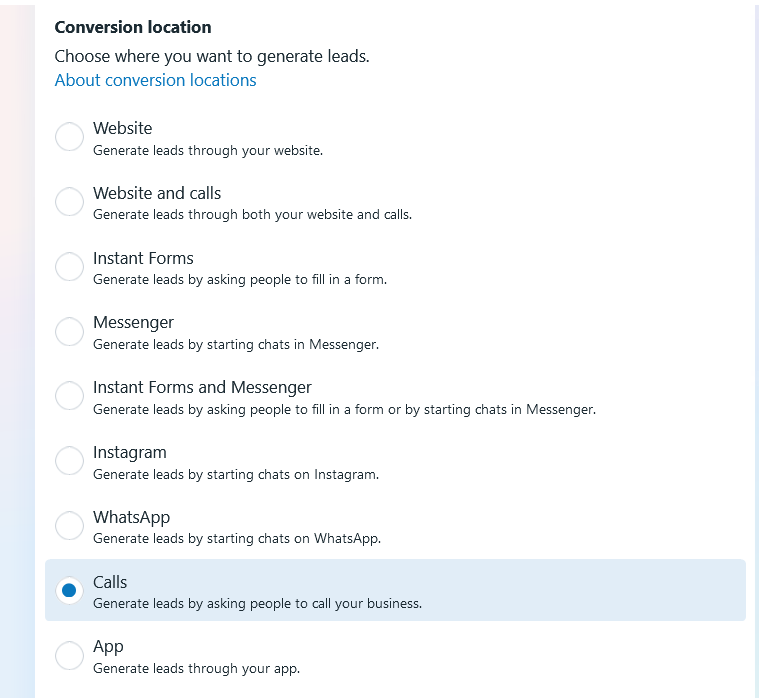 Conversion location
Choose where you want to generate leads.
About conversion locations
Website
Generate leads through your website.
Website and calls
Generate leads through both your website and calls.
Instant Forms
Generate leads by asking people to fill in a form.
Messenger
Generate leads by starting chats in Messenger.
Instant Forms and Messenger
Generate leads by asking people to fill in a form or by starting chats in Messenger.
Instagram
Generate leads by starting chats on Instagram.
WhatsApp
Generate leads by starting chats on WhatsApp.
Calls
Generate leads by asking people to call your business.
App
Generate leads through your app.